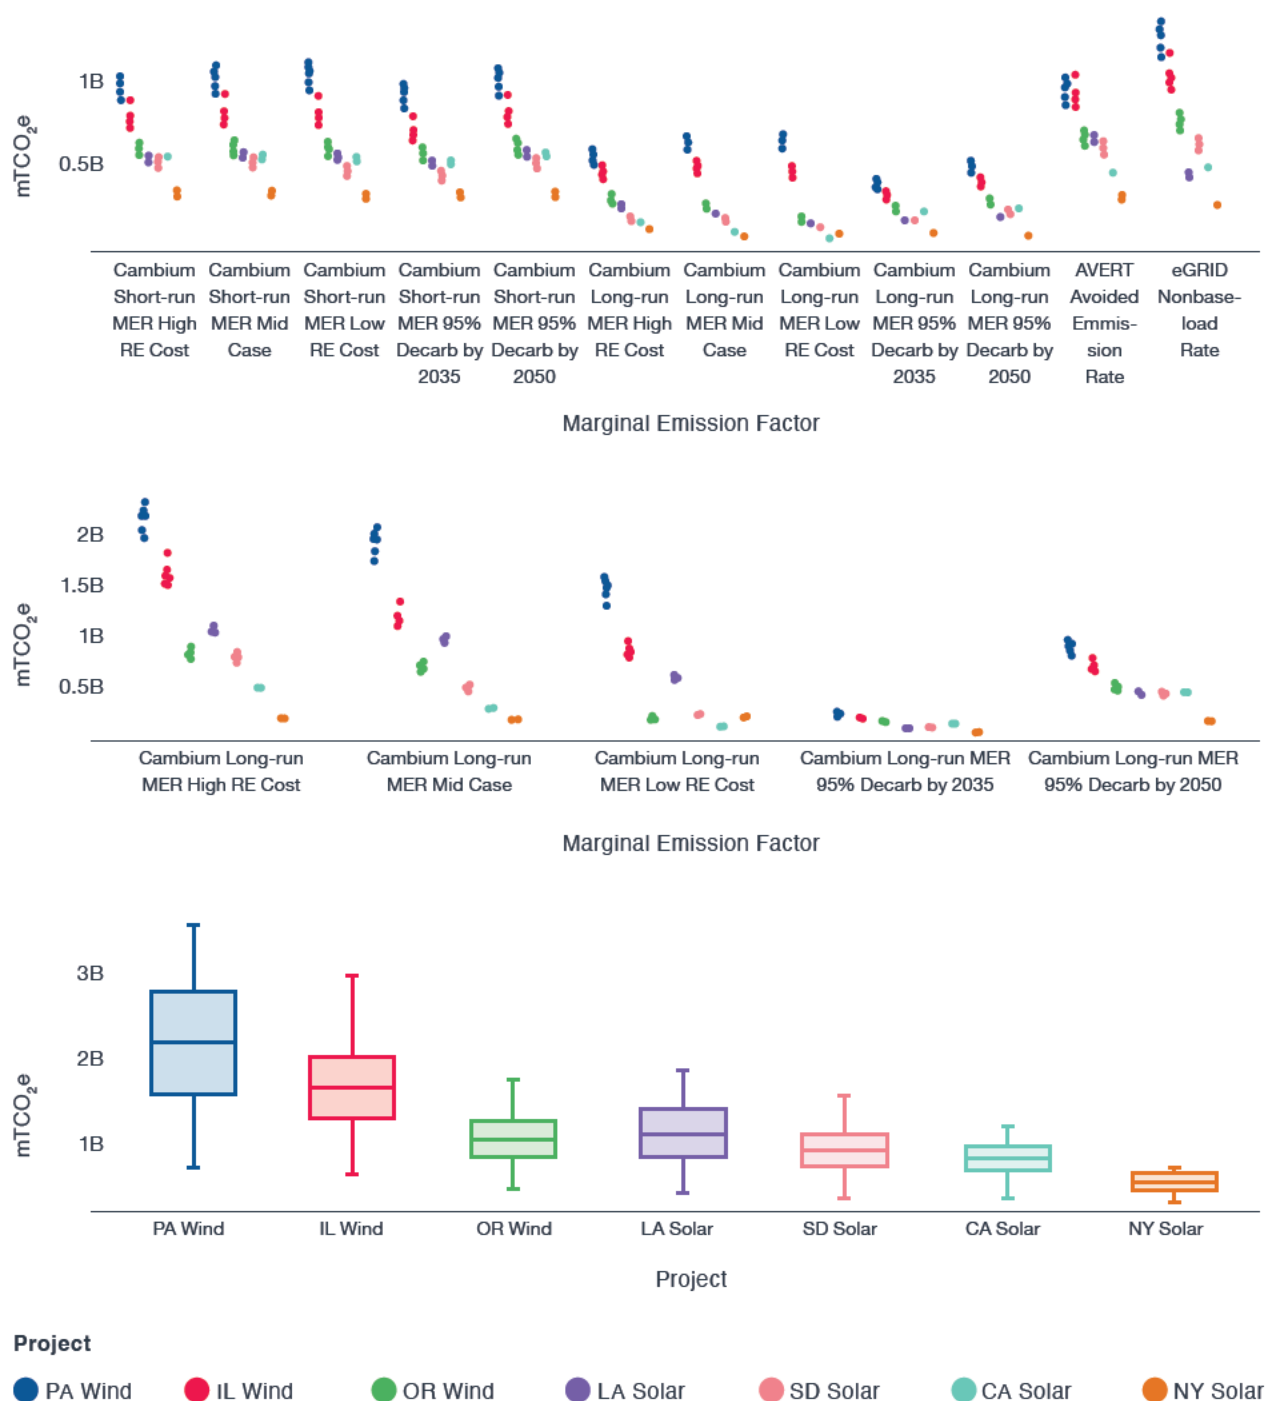 1B
0.5B
mTCO₂e
Cambium Short-run MER High RE Cost
Cambium Short-run MER Mid Case
Cambium Short-run MER Low RE Cost
Cambium Short-run MER 95% Decarb by 2035
Cambium Short-run MER 95% Decarb by 2050
Cambium Long-run MER High RE Cost
Cambium Long-run MER Mid Case
Cambium Long-run MER Low RE Cost
Cambium Long-run MER 95% Decarb by 2035
Cambium Long-run MER 95% Decarb by 2050
AVERT Avoided Emmis- sion Rate
eGRID Nonbase- load Rate
Marginal Emission Factor
2B
1.5B
1B
0.5B
mTCO₂e
Cambium Long-run MER High RE Cost
Cambium Long-run MER Mid Case
Cambium Long-run MER Low RE Cost
Cambium Long-run MER 95% Decarb by 2035
Cambium Long-run MER 95% Decarb by 2050
Marginal Emission Factor
3B
2B
1B
mTCO₂e
PA Wind
IL Wind
OR Wind
LA Solar
SD Solar
CA Solar
NY Solar
Project
Project
PA Wind
IL Wind
OR Wind
LA Solar
SD Solar
CA Solar
NY Solar